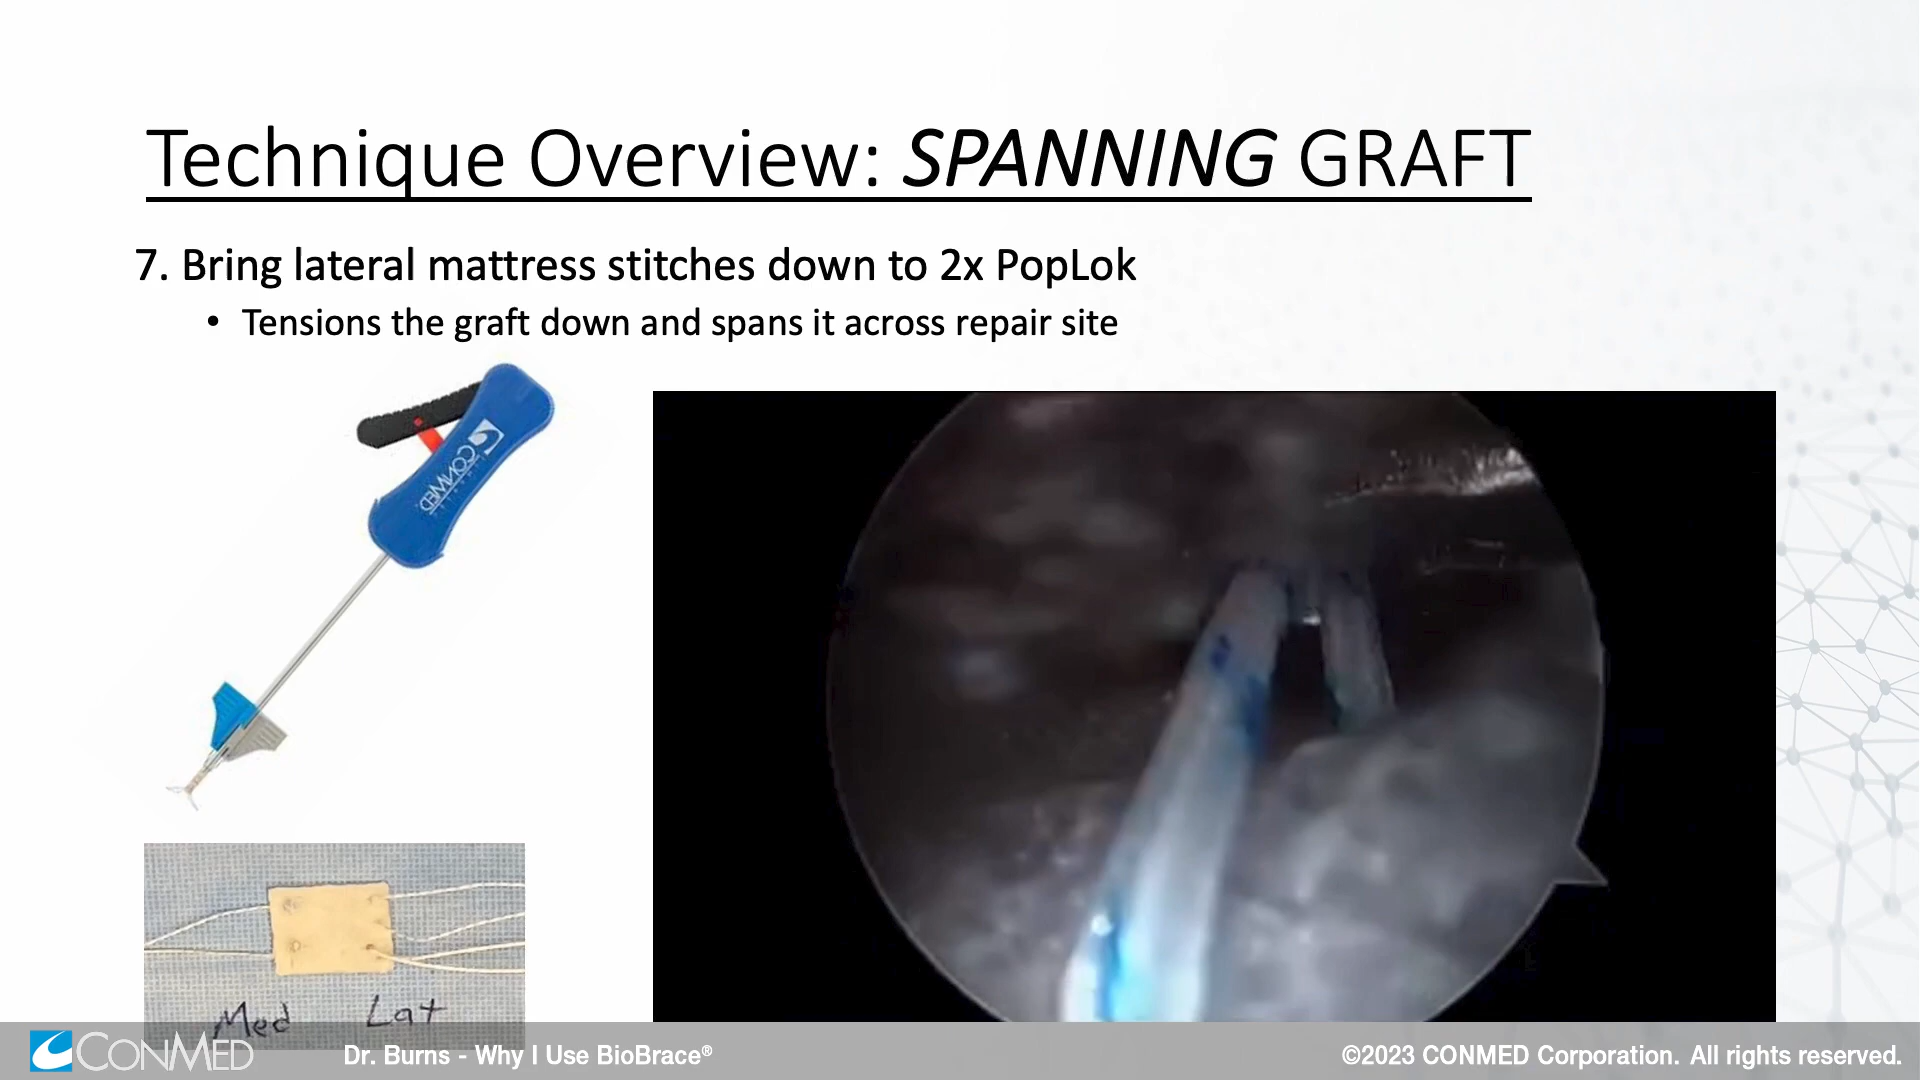 Technique Overview: SPANNING GRAFT
7. Bring lateral mattress stitches down to 2x PopLok
• Tensions the graft down and spans it across repair site
CONMED
Med Lat
CONMED
Dr. Burns - Why I Use BioBrace®
©2023 CONMED Corporation. All rights reserved.